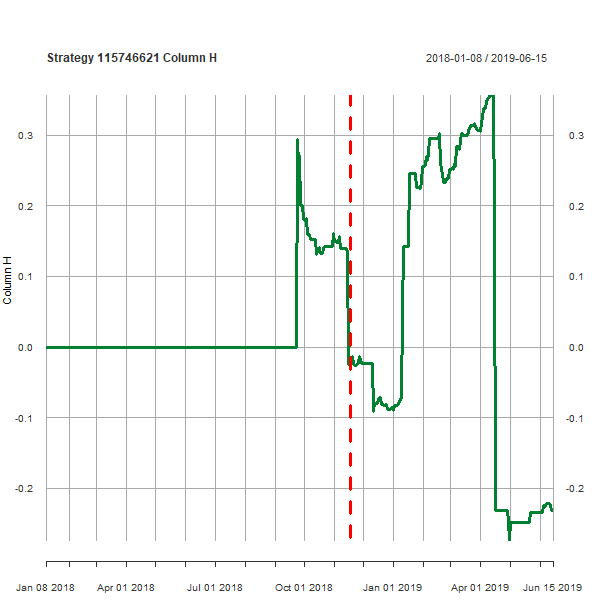 Strategy 115746621 Column H 2018-01-08 / 2019-06-15
0.3 0.3
0.2 0.2
0.1 0.1
Column H
0.0 0.0
-0.1 -0.1
-0.2 -0.2
Jan 08 2018 Apr 01 2018 Jul 01 2018 Oct 01 2018 Jan 01 2019 Apr 01 2019 Jun 15 2019